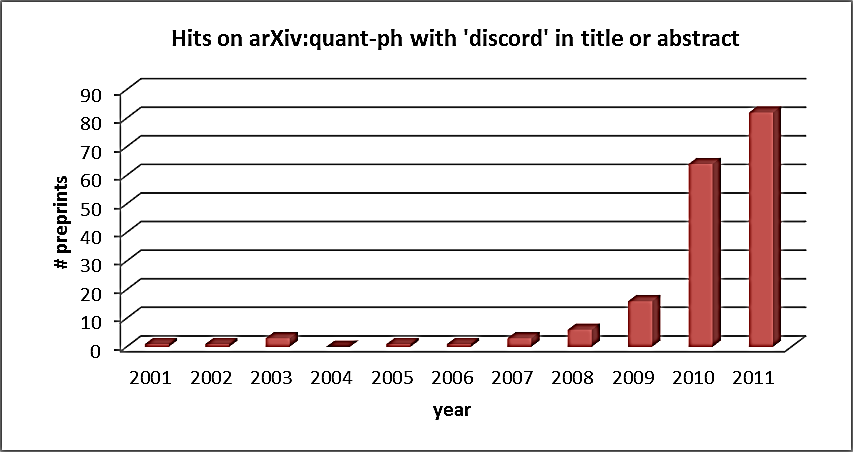 Hits on arXiv:quant-ph with 'discord' in title or abstract
90
80
70
60
50
40
30
20
10
0
# preprints
2001 2002 2003 2004 2005 2006 2007 2008 2009 2010 2011
year